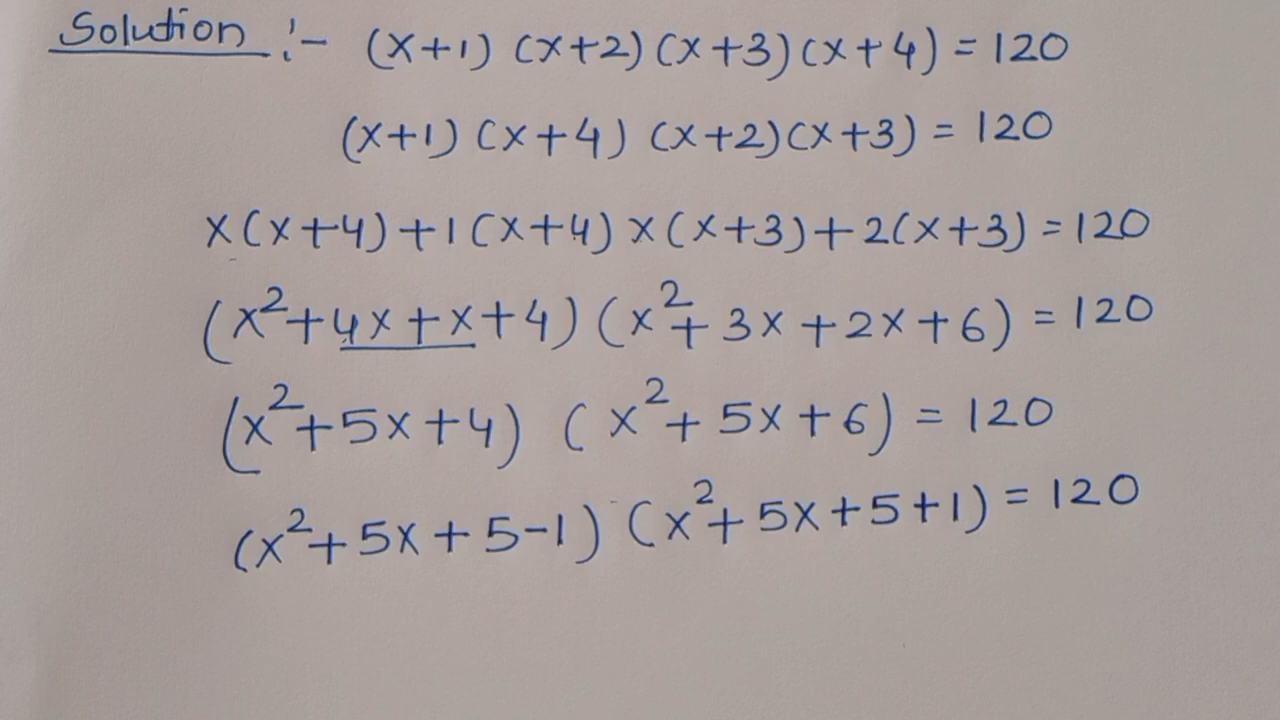 Solution :- (x+1) (x+2) (x+3) (x+4) = 120
(x+1) (x+4) (x+2) (x+3) = 120
x(x+4)+1(x+4) x(x+3)+2(x+3) = 120
(x²+4x+x+4) (x²+3x+2x+6) = 120
(x²+5x+4) (x²+5x+6) = 120
(x²+5x+5-1) (x²+5x+5+1) = 120